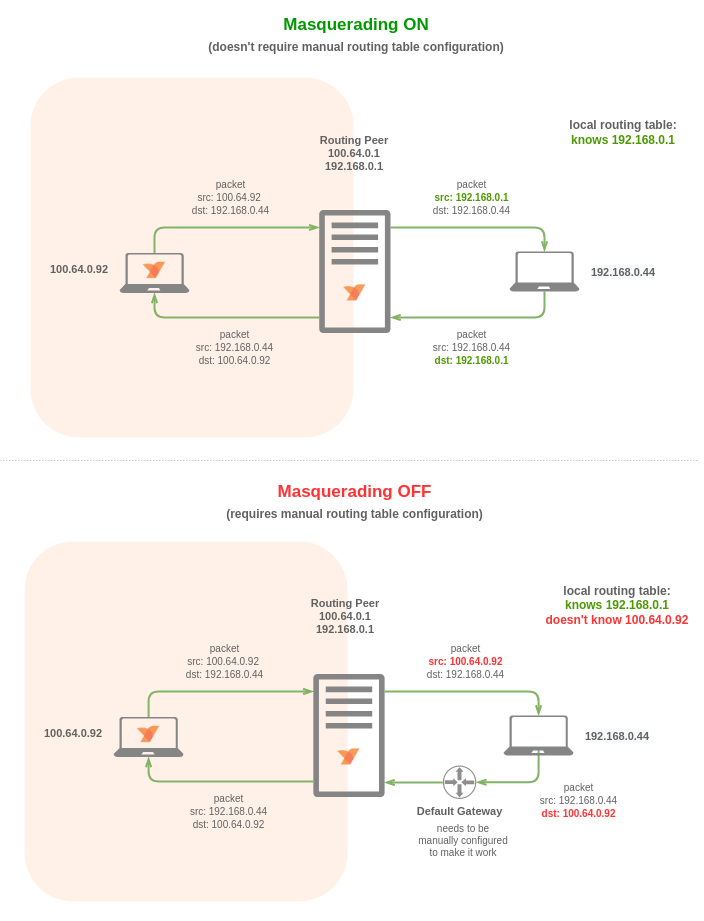 Masquerading ON
(doesn't require manual routing table configuration)
local routing table:
knows 192.168.0.1
Routing Peer
100.64.0.1
192.168.0.1
packet
src: 100.64.0.92
dst: 192.168.0.44
packet
src: 192.168.0.1
dst: 192.168.0.44
100.64.0.92
192.168.0.44
packet
src: 192.168.0.44
dst: 100.64.0.92
packet
src: 192.168.0.44
dst: 192.168.0.1
Masquerading OFF
(requires manual routing table configuration)
local routing table:
knows 192.168.0.1
doesn't know 100.64.0.92
Routing Peer
100.64.0.1
192.168.0.1
packet
src: 100.64.0.92
dst: 192.168.0.44
packet
src: 100.64.0.92
dst: 192.168.0.44
100.64.0.92
192.168.0.44
packet
src: 192.168.0.44
dst: 100.64.0.92
Default Gateway
needs to be
manually configured
to make it work
packet
src: 192.168.0.44
dst: 100.64.0.92